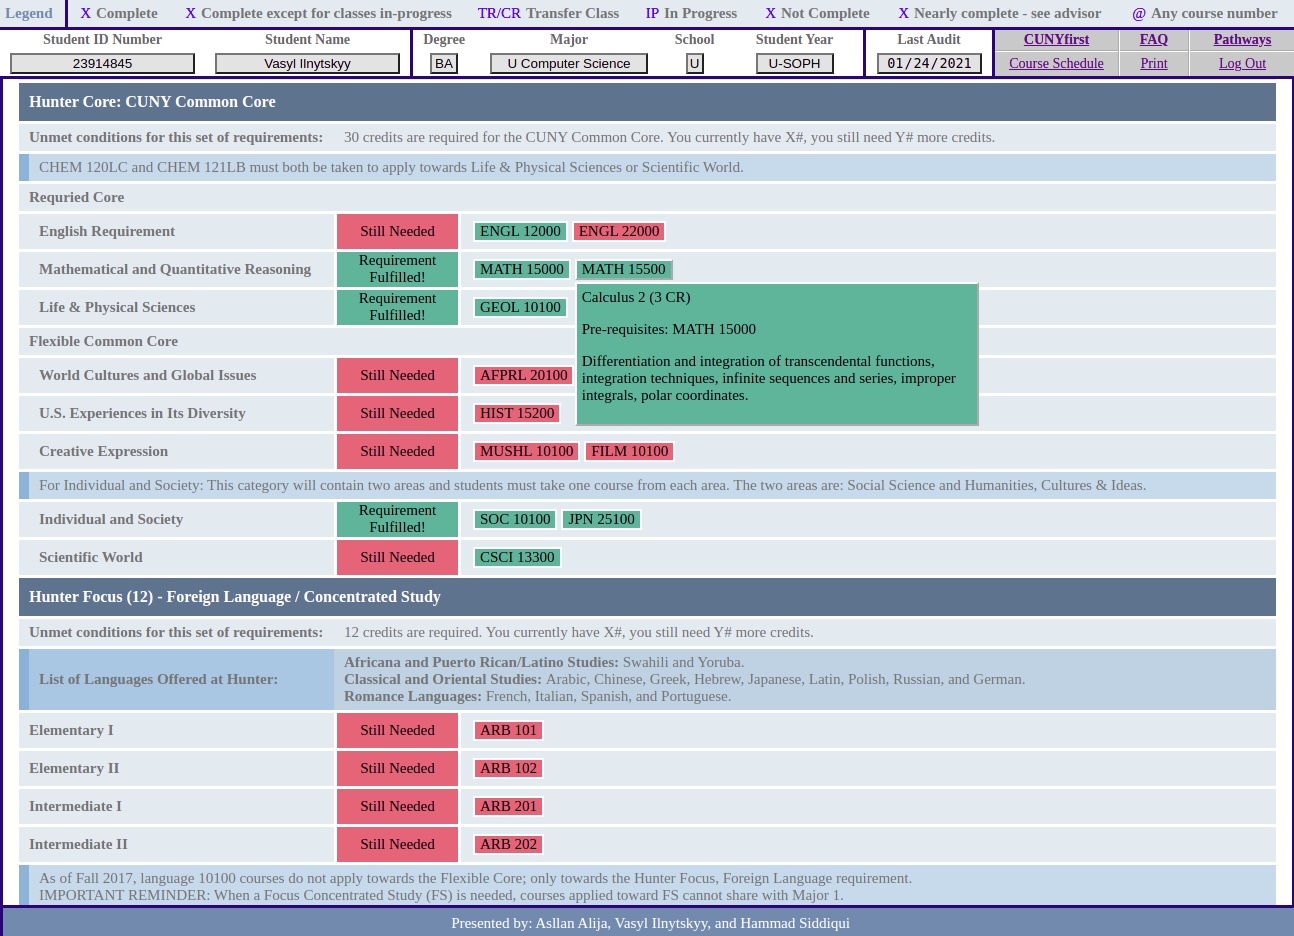 Legend X Complete X Complete except for classes in-progress TR/CR Transfer Class IP In Progress X Not Complete X Nearly complete - see advisor @ Any course number
Student ID Number Student Name Degree Major School Student Year Last Audit CUNYfirst FAQ Pathways
23914845 Vasyl Ilnytskyy BA U Computer Science U U-SOPH 01/24/2021 Course Schedule Print Log Out
Hunter Core: CUNY Common Core
Unmet conditions for this set of requirements: 30 credits are required for the CUNY Common Core. You currently have X#, you still need Y# more credits.
CHEM 120LC and CHEM 121LB must both be taken to apply towards Life & Physical Sciences or Scientific World.
Requried Core
English Requirement Still Needed ENGL 12000 ENGL 22000
Mathematical and Quantitative Reasoning Requirement Fulfilled! MATH 15000 MATH 15500
Calculus 2 (3 CR)
Pre-requisites: MATH 15000
Differentiation and integration of transcendental functions,
integration techniques, infinite sequences and series, improper
integrals, polar coordinates.
Life & Physical Sciences Requirement Fulfilled! GEOL 10100
Flexible Common Core
World Cultures and Global Issues Still Needed AFPRL 20100
U.S. Experiences in Its Diversity Still Needed HIST 15200
Creative Expression Still Needed MUSHL 10100 FILM 10100
For Individual and Society: This category will contain two areas and students must take one course from each area. The two areas are: Social Science and Humanities, Cultures & Ideas.
Individual and Society Requirement Fulfilled! SOC 10100 JPN 25100
Scientific World Still Needed CSCI 13300
Hunter Focus (12) - Foreign Language / Concentrated Study
Unmet conditions for this set of requirements: 12 credits are required. You currently have X#, you still need Y# more credits.
List of Languages Offered at Hunter: Africana and Puerto Rican/Latino Studies: Swahili and Yoruba.
Classical and Oriental Studies: Arabic, Chinese, Greek, Hebrew, Japanese, Latin, Polish, Russian, and German.
Romance Languages: French, Italian, Spanish, and Portuguese.
Elementary I Still Needed ARB 101
Elementary II Still Needed ARB 102
Intermediate I Still Needed ARB 201
Intermediate II Still Needed ARB 202
As of Fall 2017, language 10100 courses do not apply towards the Flexible Core; only towards the Hunter Focus, Foreign Language requirement.
IMPORTANT REMINDER: When a Focus Concentrated Study (FS) is needed, courses applied toward FS cannot share with Major 1.
Presented by: Asllan Alija, Vasyl Ilnytskyy, and Hammad Siddiqui